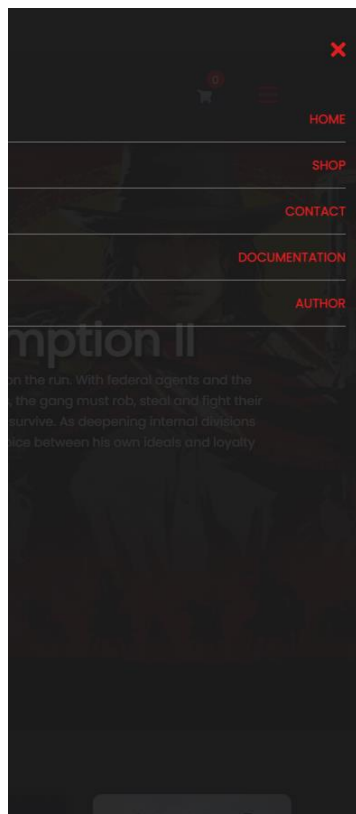 0
HOME
SHOP
CONTACT
DOCUMENTATION
AUTHOR
mption II
on the run. With federal agents and the
the gang must rob, steal and fight their
survive. As deepening internal divisions
oice between his own ideals and loyalty